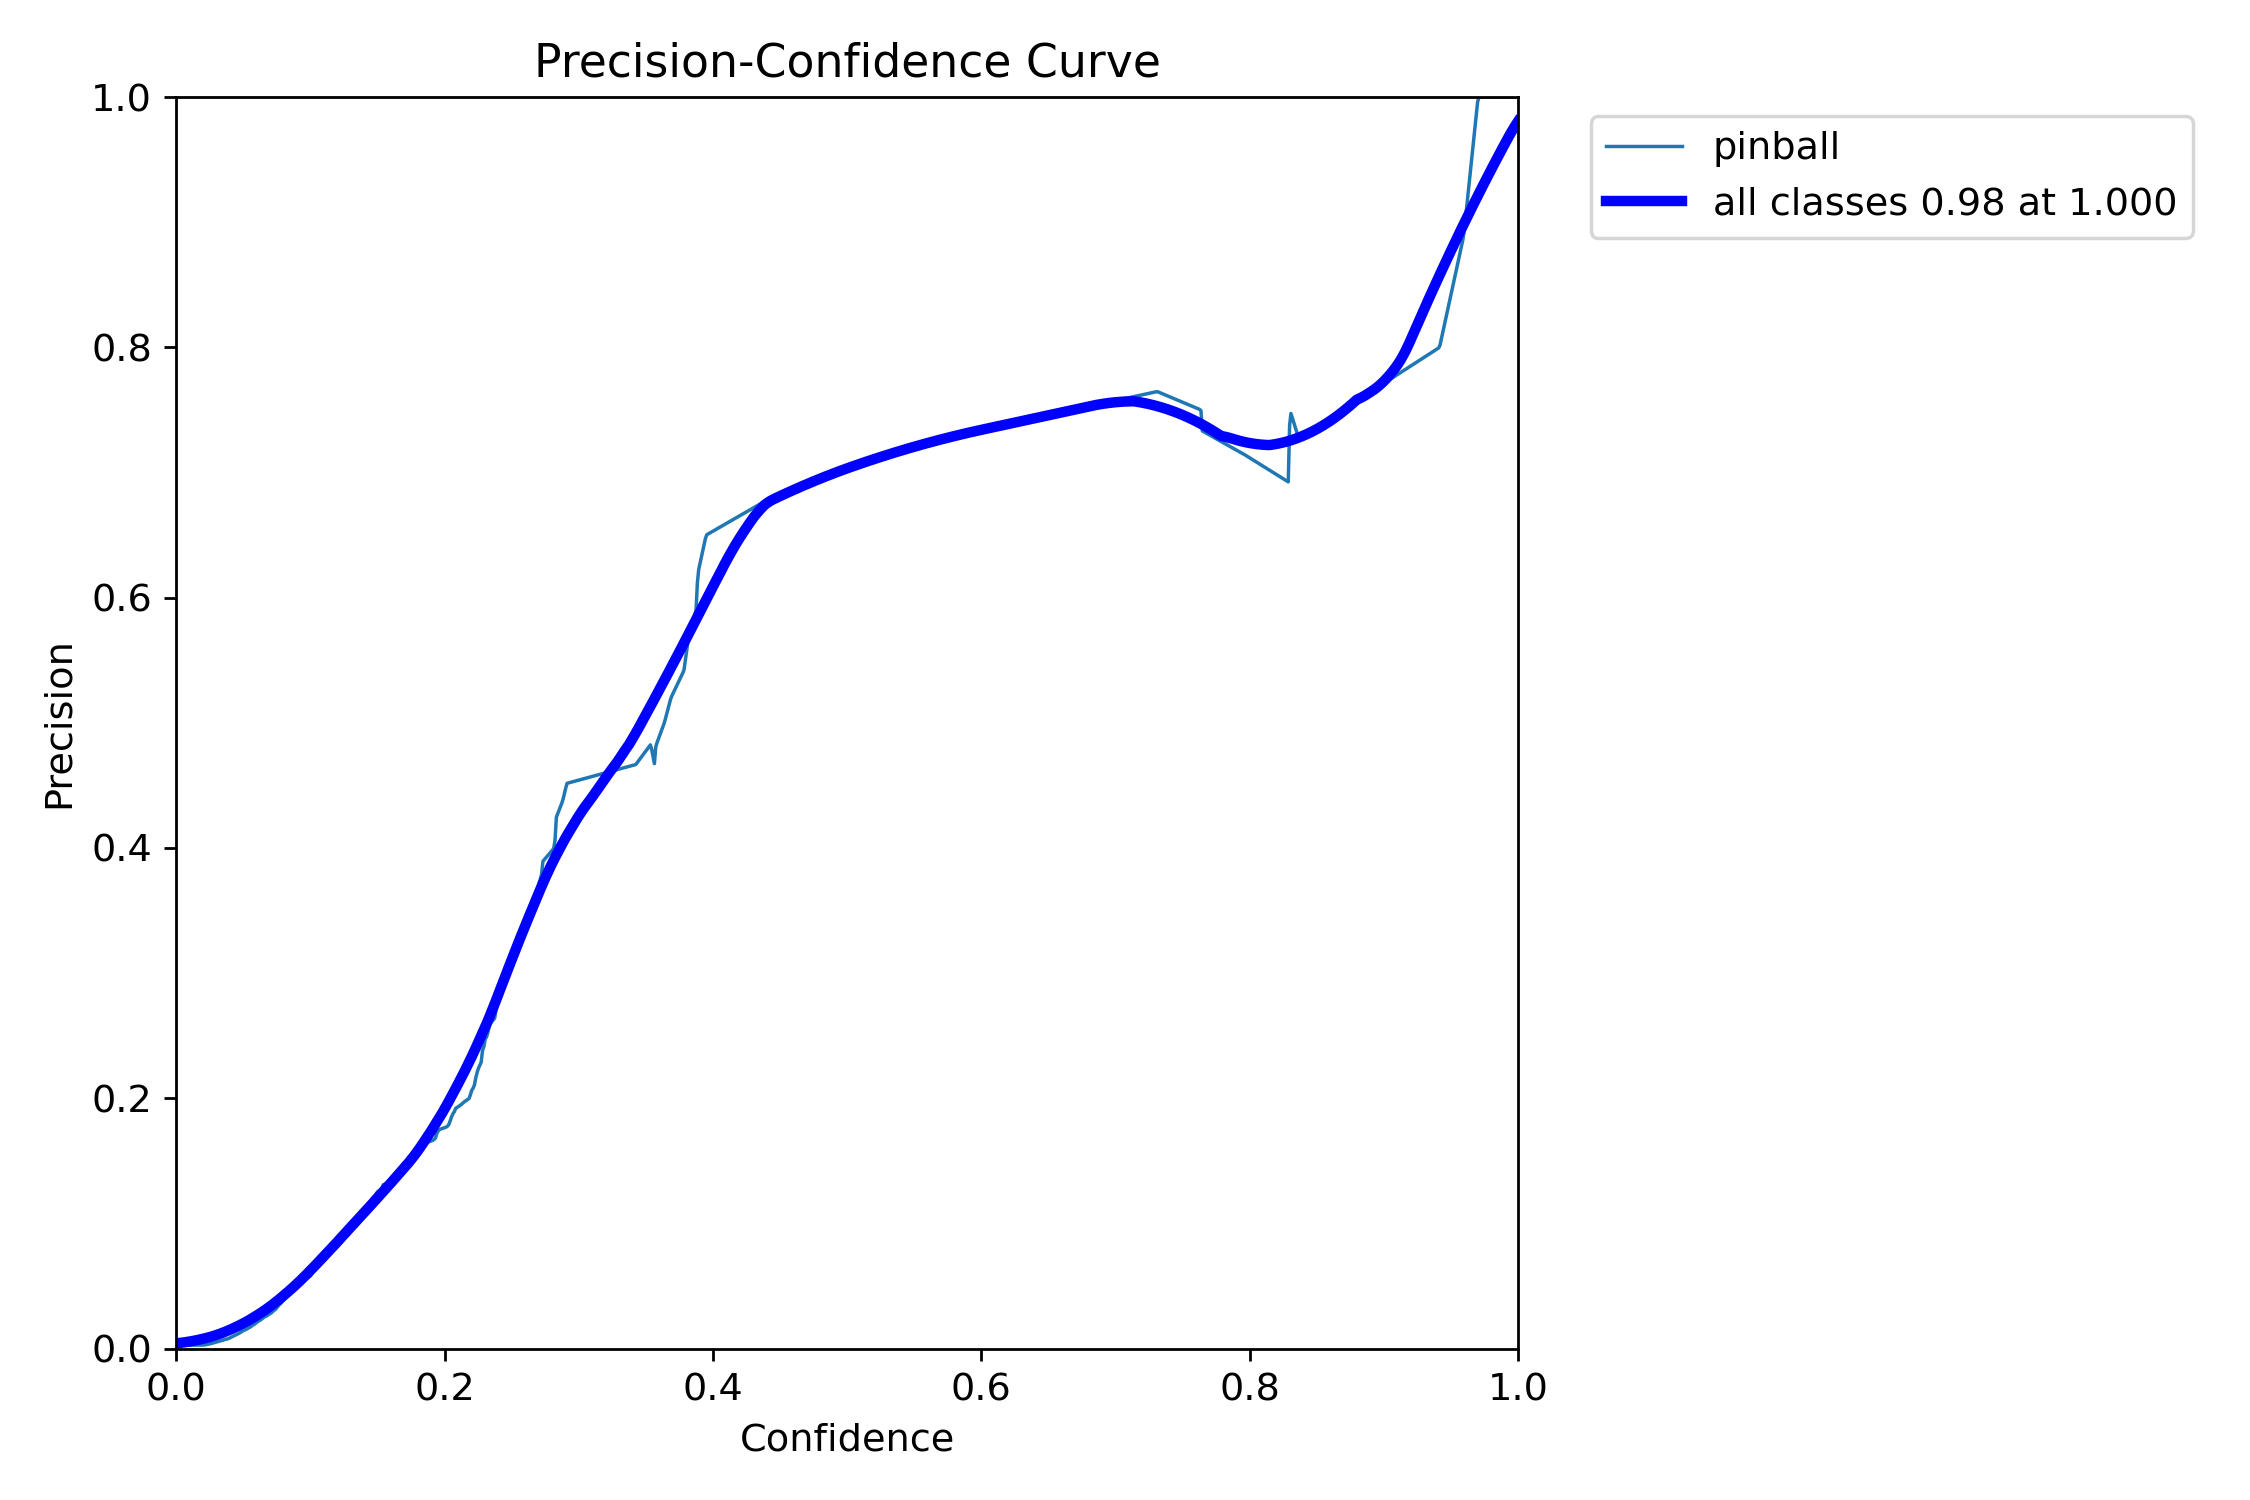 Precision-Confidence Curve
1.0
0.8
0.6
0.4
0.2
0.0
Precision
0.0 0.2 0.4 0.6 0.8 1.0
Confidence
pinball
all classes 0.98 at 1.000